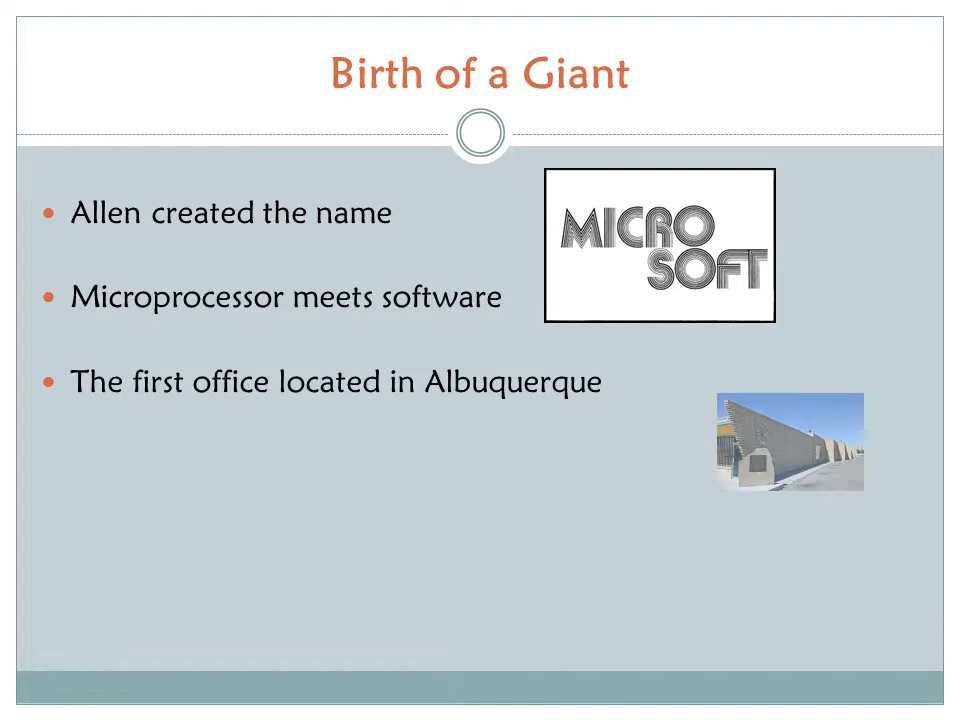 Birth of a Giant
Allen created the name
MICRO
SOFT
Microprocessor meets software
The first office located in Albuquerque